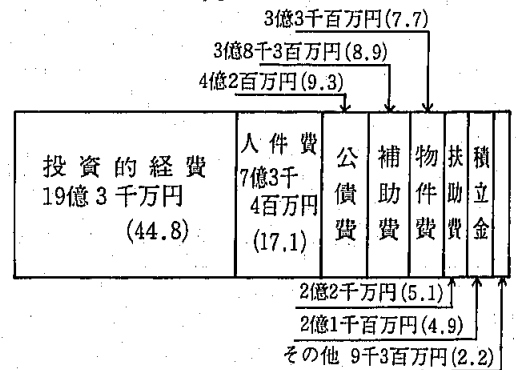 3億3千百万円(7.7)
3億8千3百万円(8.9)
4億2百万円(9.3)
投資的経費
19億3千万円
(44.8)
人件費
7億3千
4百万円
(17.1)
公債費
補助費
物件費
扶助費
積立金
2億2千万円(5.1)
2億1千百万円(4.9)
その他 9千3百万円(2.2)